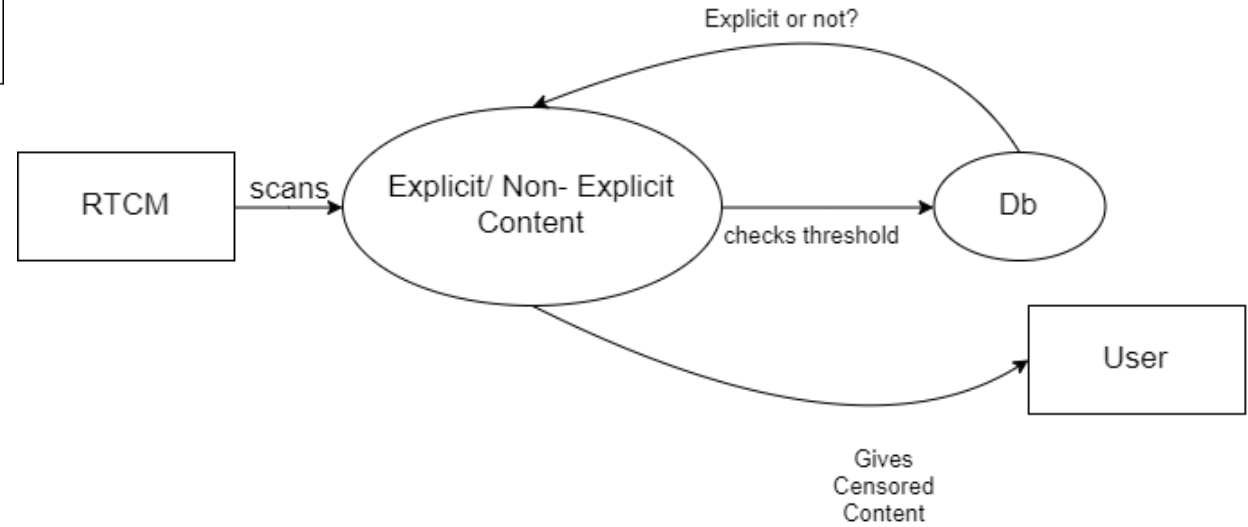 Explicit or not?
RTCM
scans
Explicit/ Non- Explicit
Content
checks threshold
Db
User
Gives
Censored
Content